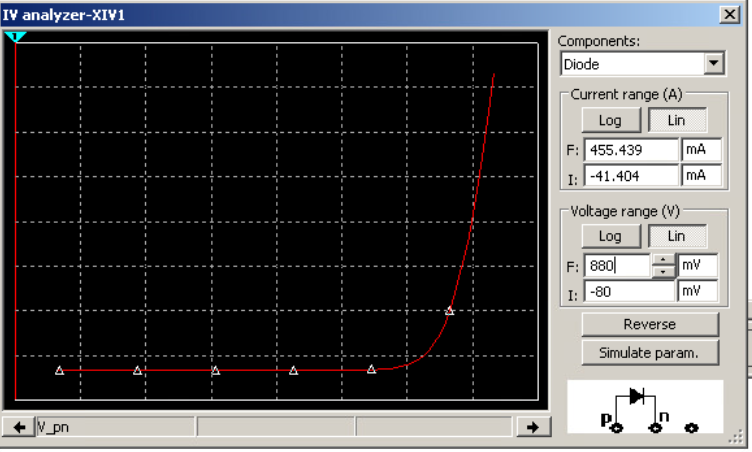 IV analyzer-XIV1
1
Components:
Diode
Current range (A)
Log Lin
F: 455.439 mA
I: -41.404 mA
Voltage range (V)
Log Lin
F: 880 mV
I: -80 mV
Reverse
Simulate param.
p n
V_pn